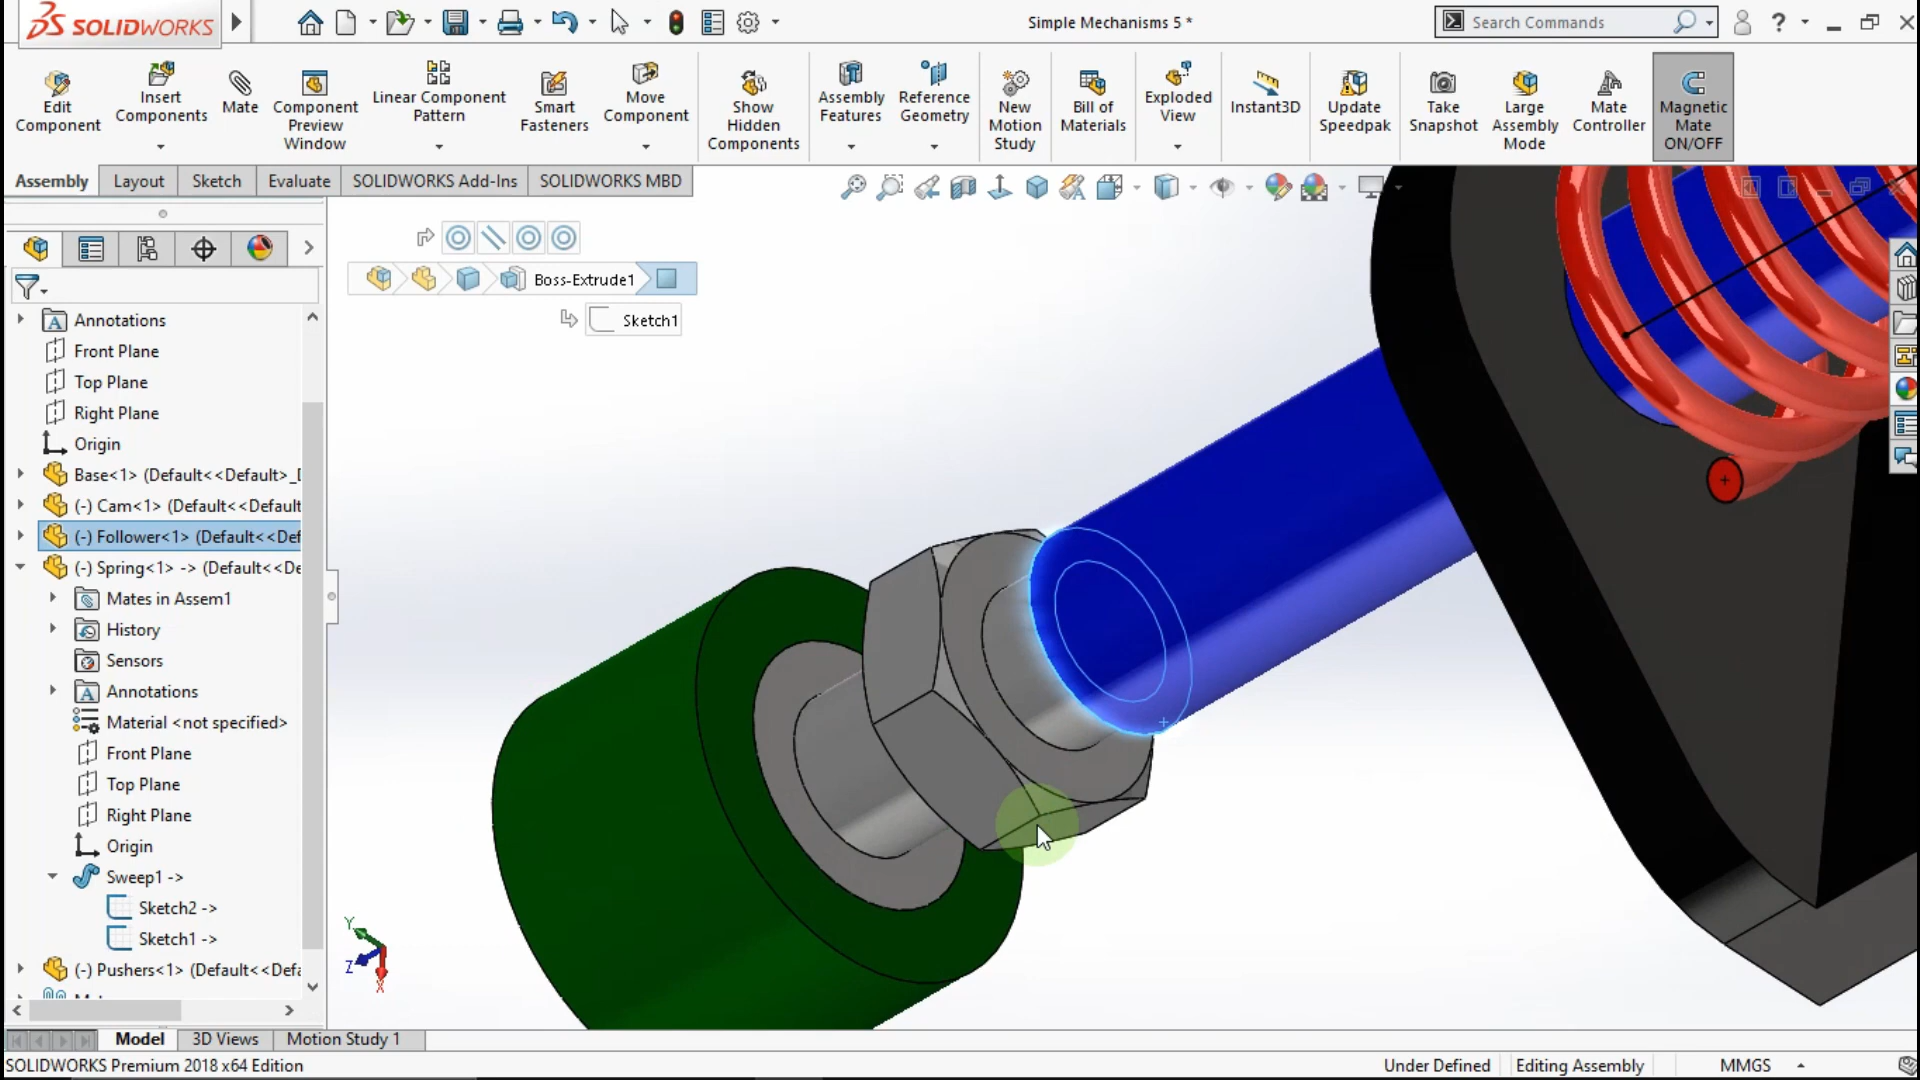 SOLIDWORKS
Simple Mechanisms 5 *
Search Commands
?
Edit Component
Insert Components
Mate
Component Preview Window
Linear Component Pattern
Smart Fasteners
Move Component
Show Hidden Components
Assembly Features
Reference Geometry
New Motion Study
Bill of Materials
Exploded View
Instant3D
Update Speedpak
Take Snapshot
Large Assembly Mode
Mate Controller
Magnetic Mate ON/OFF
Assembly
Layout
Sketch
Evaluate
SOLIDWORKS Add-Ins
SOLIDWORKS MBD
Boss-Extrude1
Sketch1
Annotations
Front Plane
Top Plane
Right Plane
Origin
Base<1> (Default<<Default>_
(-) Cam<1> (Default<<Default
(-) Follower<1> (Default<<Def
(-) Spring<1> -> (Default<<De
Mates in Assem1
History
Sensors
Annotations
Material <not specified>
Front Plane
Top Plane
Right Plane
Origin
Sweep1 ->
Sketch2 ->
Sketch1 ->
(-) Pushers<1> (Default<<Defa
Y
Z
X
Model
3D Views
Motion Study 1
SOLIDWORKS Premium 2018 x64 Edition
Under Defined
Editing Assembly
MMGS